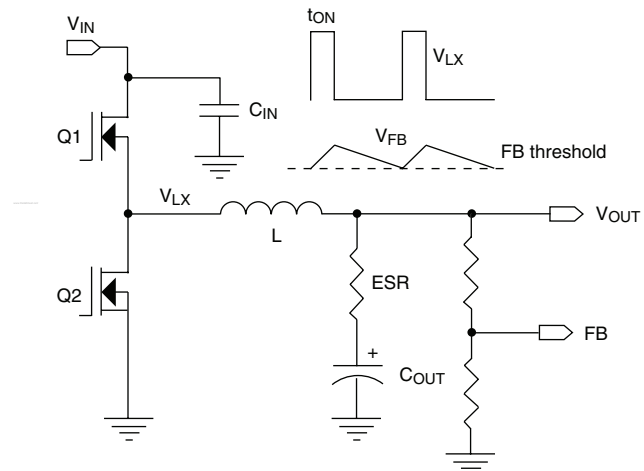 tON
VIN
VLX
CIN
Q1
VFB
FB threshold
VLX
L
VOUT
ESR
Q2
FB
+
COUT